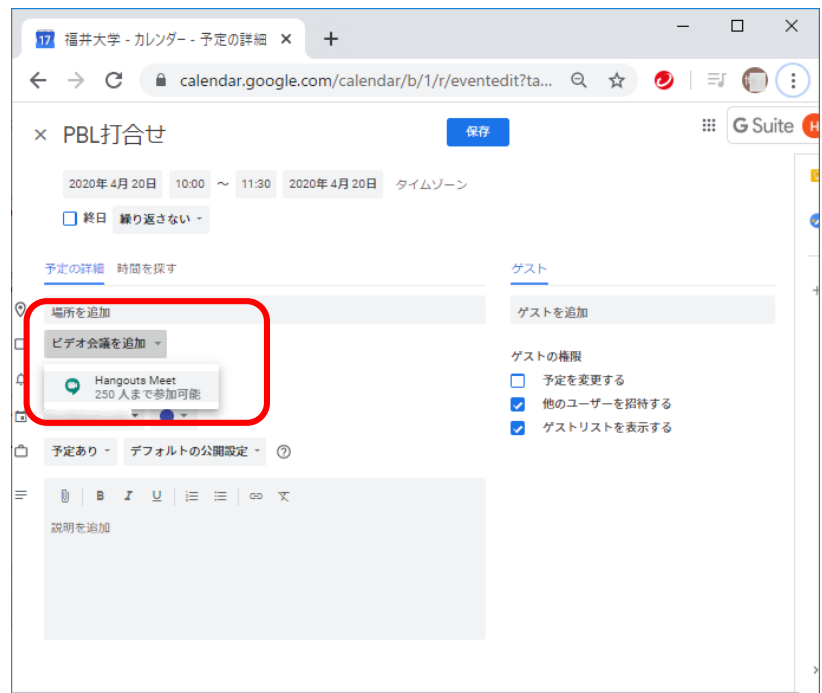 17 福井大学 - カレンダー - 予定の詳細
calendar.google.com/calendar/b/1/r/eventedit?ta...
PBL打合せ
保存
G Suite H
2020年 4月 20日 10:00 ～ 11:30 2020年 4月 20日 タイムゾーン
終日 繰り返さない
予定の詳細 時間を探す
ゲスト
場所を追加
ゲストを追加
ビデオ会議を追加
ゲストの権限
Hangouts Meet
250 人まで参加可能
予定を変更する
他のユーザーを招待する
ゲストリストを表示する
予定あり デフォルトの公開設定
B I U
説明を追加